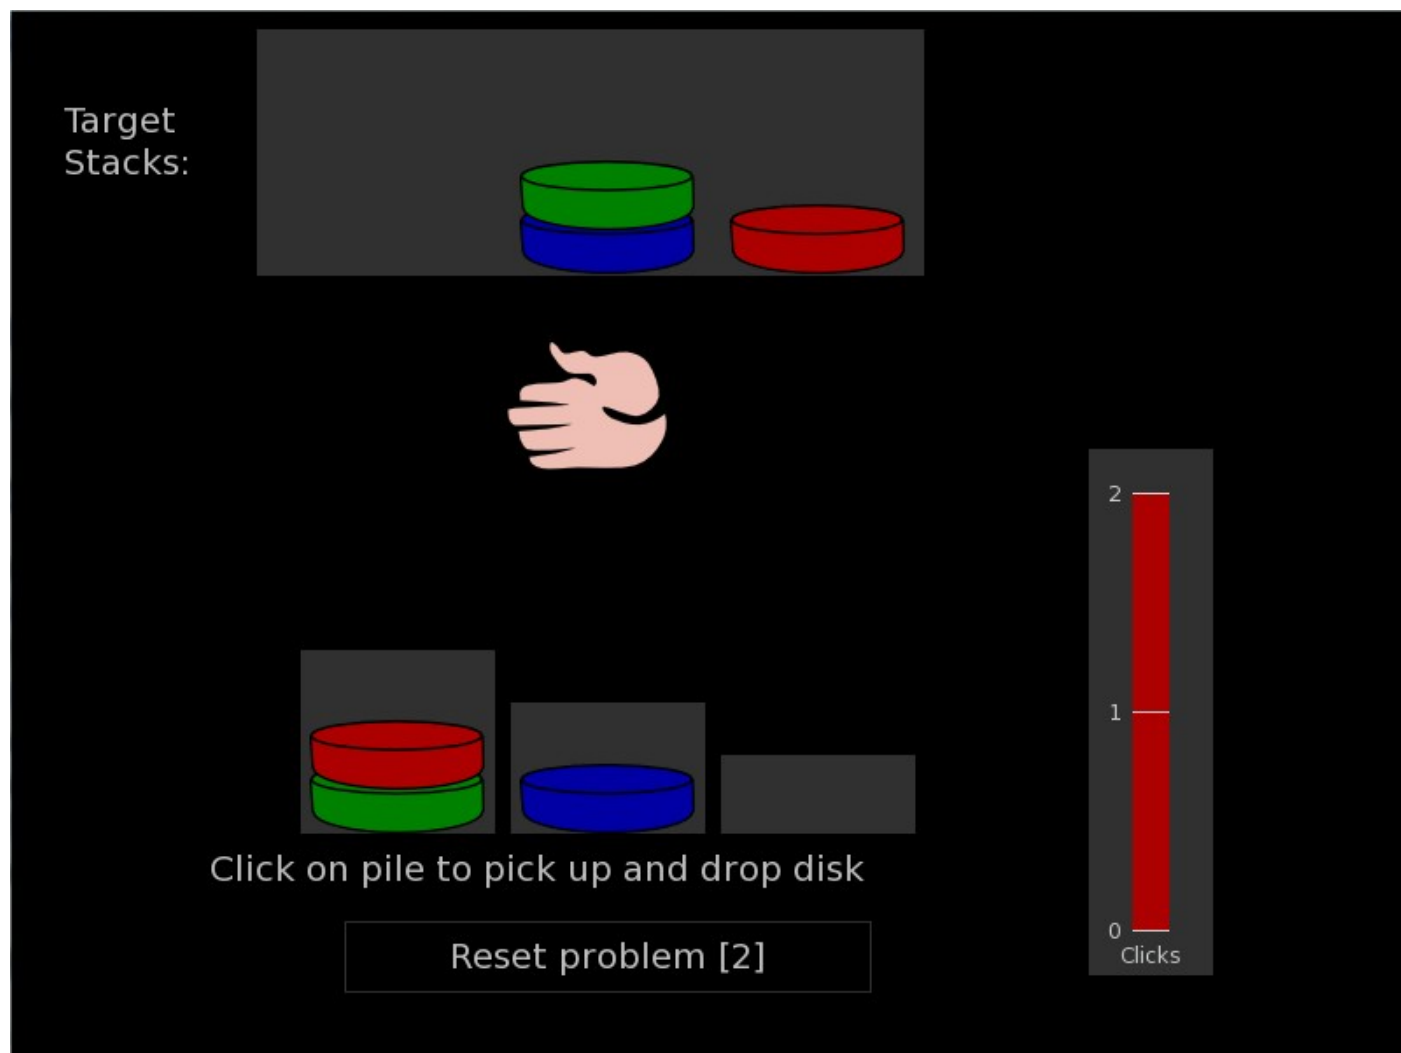 Target
Stacks:
2
1
0
Clicks
Click on pile to pick up and drop disk
Reset problem [2]